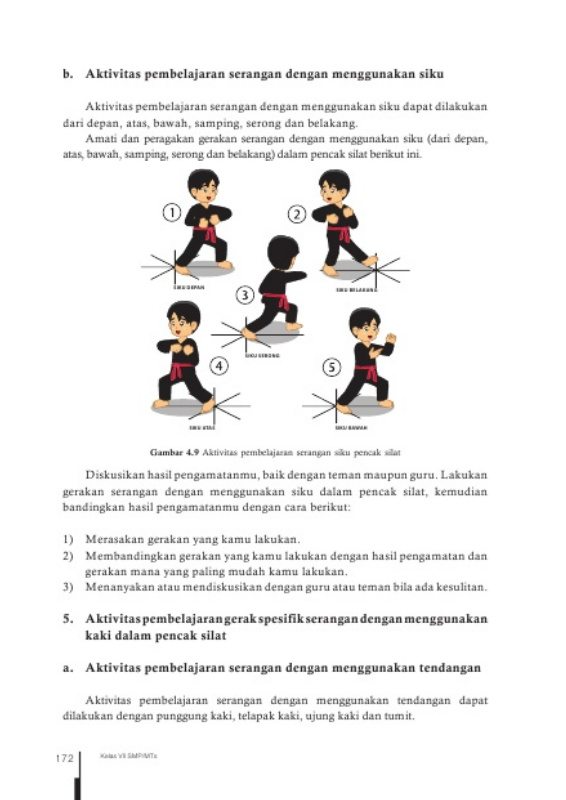 b. Aktivitas pembelajaran serangan dengan menggunakan siku
Aktivitas pembelajaran serangan dengan menggunakan siku dapat dilakukan
dari depan, atas, bawah, samping, serong dan belakang.
Amati dan peragakan gerakan serangan dengan menggunakan siku (dari depan,
atas, bawah, samping, serong dan belakang) dalam pencak silat berikut ini.
1
2
SIKU DEPAN
SIKU BELAKANG
3
SIKU SERONG
4
5
SIKU ATAS
SIKU BAWAH
Gambar 4.9 Aktivitas pembelajaran serangan siku pencak silat
Diskusikan hasil pengamatanmu, baik dengan teman maupun guru. Lakukan
gerakan serangan dengan menggunakan siku dalam pencak silat, kemudian
bandingkan hasil pengamatanmu dengan cara berikut:
1) Merasakan gerakan yang kamu lakukan.
2) Membandingkan gerakan yang kamu lakukan dengan hasil pengamatan dan
gerakan mana yang paling mudah kamu lakukan.
3) Menanyakan atau mendiskusikan dengan guru atau teman bila ada kesulitan.
5. Aktivitas pembelajaran gerak spesifik serangan dengan menggunakan
kaki dalam pencak silat
a. Aktivitas pembelajaran serangan dengan menggunakan tendangan
Aktivitas pembelajaran serangan dengan menggunakan tendangan dapat
dilakukan dengan punggung kaki, telapak kaki, ujung kaki dan tumit.
172
Kelas VII SMP/MTs